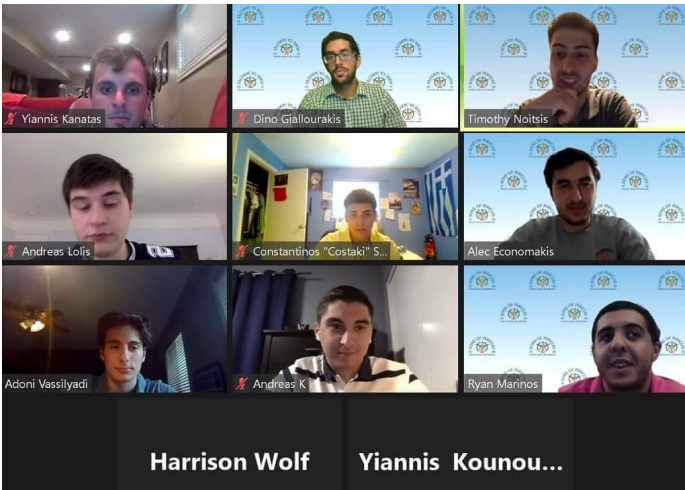 Yiannis Kanatas
Dino Giallourakis
Timothy Noitsis
Andreas Lolis
Constantinos "Costaki" S...
Alec Economakis
Adoni Vassilyadi
Andreas K
Ryan Marinos
Harrison Wolf
Yiannis Kounou...